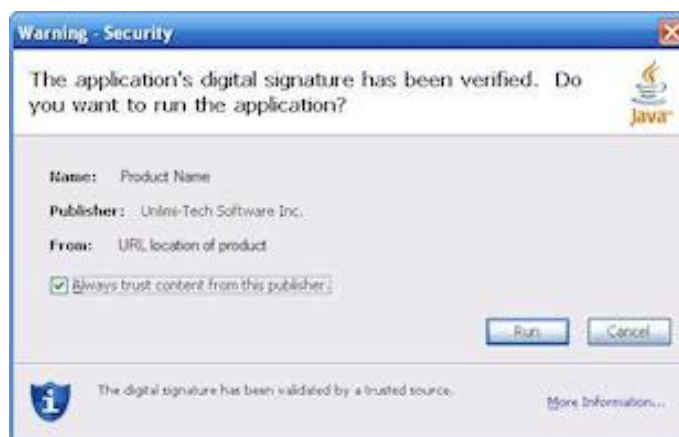 Warning - Security
The application's digital signature has been verified. Do
you want to run the application?
Java™
Name: Product Name
Publisher: Unlimi-Tech Software Inc.
From: URL location of product
Always trust content from this publisher.
Run Cancel
The digital signature has been validated by a trusted source.
More Information...